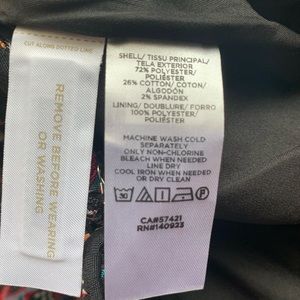 CUT ALONG DOTTED LINE
REMOVE BEFORE WEARING
OR WASHING
SHELL/ TISSU PRINCIPAL/
TELA EXTERIOR
72% POLYESTER/
POLIÉSTER
26% COTTON/ COTON/
ALGODÓN
2% SPANDEX
LINING/ DOUBLURE/ FORRO
100% POLYESTER/
POLIÉSTER
MACHINE WASH COLD
SEPARATELY
ONLY NON-CHLORINE
BLEACH WHEN NEEDED
LINE DRY
COOL IRON WHEN NEEDED
OR DRY CLEAN
CA#57421
RN#140923